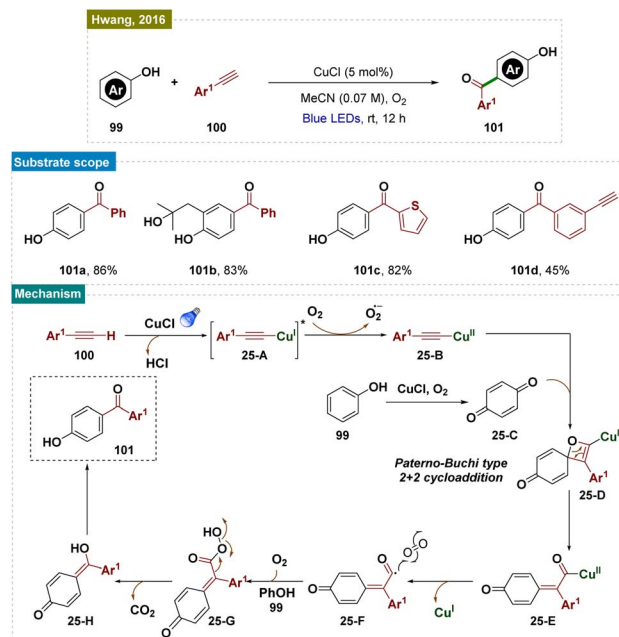 Hwang, 2016
Ar
OH
99
+
Ar¹
100
CuCl (5 mol%)
MeCN (0.07 M), O₂
Blue LEDs, rt, 12 h
O
Ar
OH
Ar¹
101
Substrate scope
O
Ph
HO
101a, 86%
HO
HO
O
Ph
101b, 83%
O
S
HO
101c, 82%
O
HO
101d, 45%
Mechanism
Ar¹
H
100
CuCl
HCl
[Ar¹ Cuᴵ]*
25-A
O₂
O₂•−
Ar¹ Cuᴵᴵ
25-B
OH
99
CuCl, O₂
O
O
25-C
O
HO
Ar¹
101
Paterno-Buchi type
2+2 cycloaddition
O
Cuᴵᴵ
O
Ar¹
25-D
OH
Ar¹
O
25-H
CO₂
HO
O
O
Ar¹
O
25-G
O₂
PhOH
99
O
O
Ar¹
O=O
25-F
Cuᴵ
O
O
Cuᴵᴵ
Ar¹
25-E